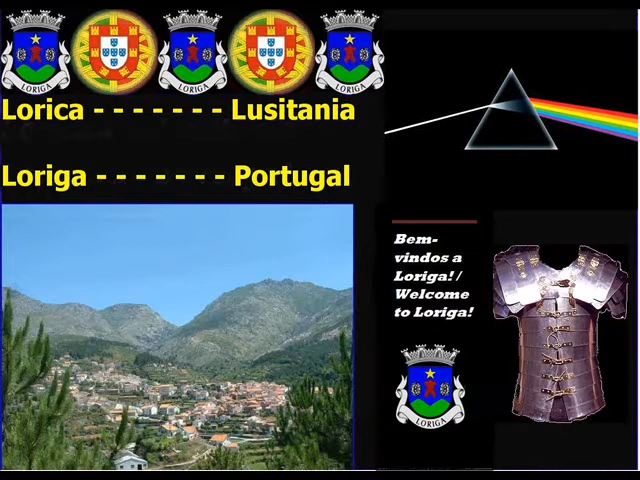 LORIGA
LORIGA
LORIGA
Lorica - - - - - - - Lusitania
Loriga - - - - - - - Portugal
Bem-
vindos a
Loriga! /
Welcome
to Loriga!
LORIGA